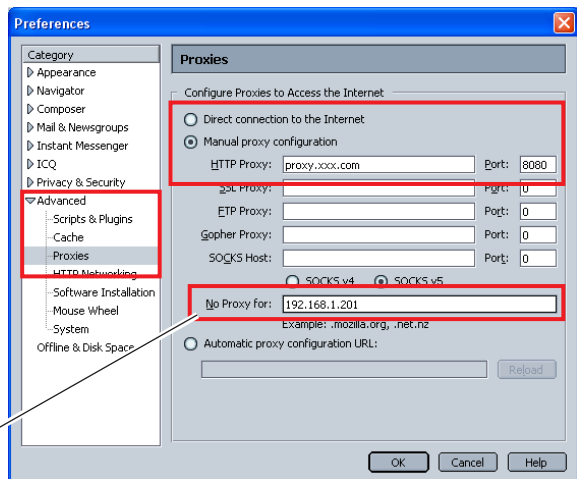 Preferences
Category
Appearance
Navigator
Composer
Mail & Newsgroups
Instant Messenger
ICQ
Privacy & Security
Advanced
Scripts & Plugins
Cache
Proxies
HTTP Networking
Software Installation
Mouse Wheel
System
Offline & Disk Space
Proxies
Configure Proxies to Access the Internet
Direct connection to the Internet
Manual proxy configuration
HTTP Proxy: proxy.xxx.com Port: 8080
SSL Proxy: Port: 0
FTP Proxy: Port: 0
Gopher Proxy: Port: 0
SOCKS Host: Port: 0
SOCKS v4 SOCKS v5
No Proxy for: 192.168.1.201
Example: .mozilla.org, .net.nz
Automatic proxy configuration URL:
Reload
OK Cancel Help